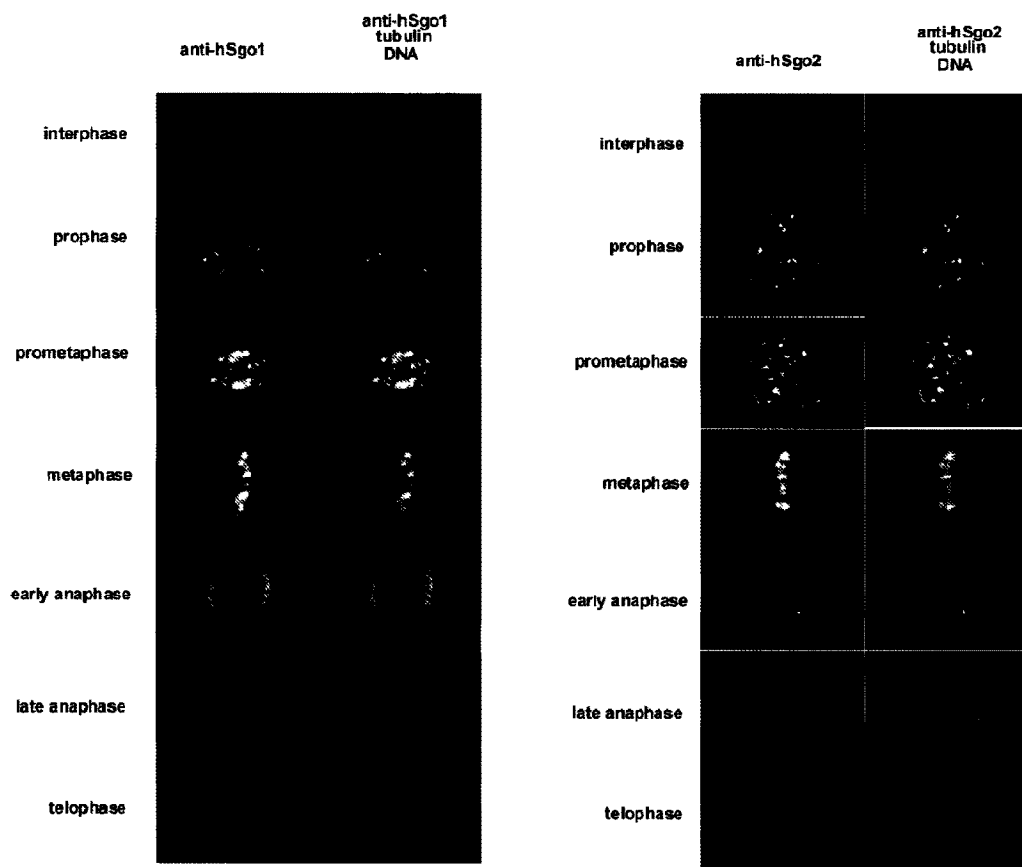 anti-hSgo1
anti-hSgo1
tubulin
DNA
interphase
prophase
prometaphase
metaphase
early anaphase
late anaphase
telophase
anti-hSgo2
anti-hSgo2
tubulin
DNA
interphase
prophase
prometaphase
metaphase
early anaphase
late anaphase
telophase